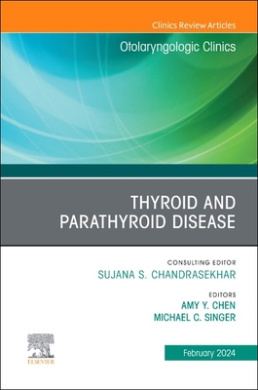 Clinics Review Articles
Otolaryngologic Clinics
THYROID AND
PARATHYROID DISEASE
CONSULTING EDITOR
SUJANA S. CHANDRASEKHAR
EDITORS
AMY Y. CHEN
MICHAEL C. SINGER
ELSEVIER
February 2024